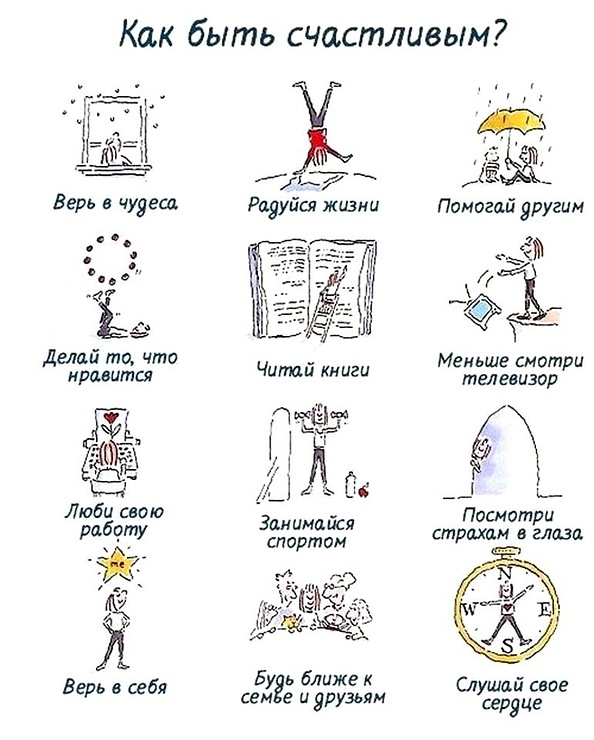 Как быть счастливым?
Верь в чудеса
Радуйся жизни
Помогай другим
Делай то, что
нравится
Читай книги
Меньше смотри
телевизор
Люби свою
работу
Занимайся
спортом
Посмотри
страхам в глаза
me
Верь в себя
Будь ближе к
семье и друзьям
N
W
E
S
Слушай свое
сердце